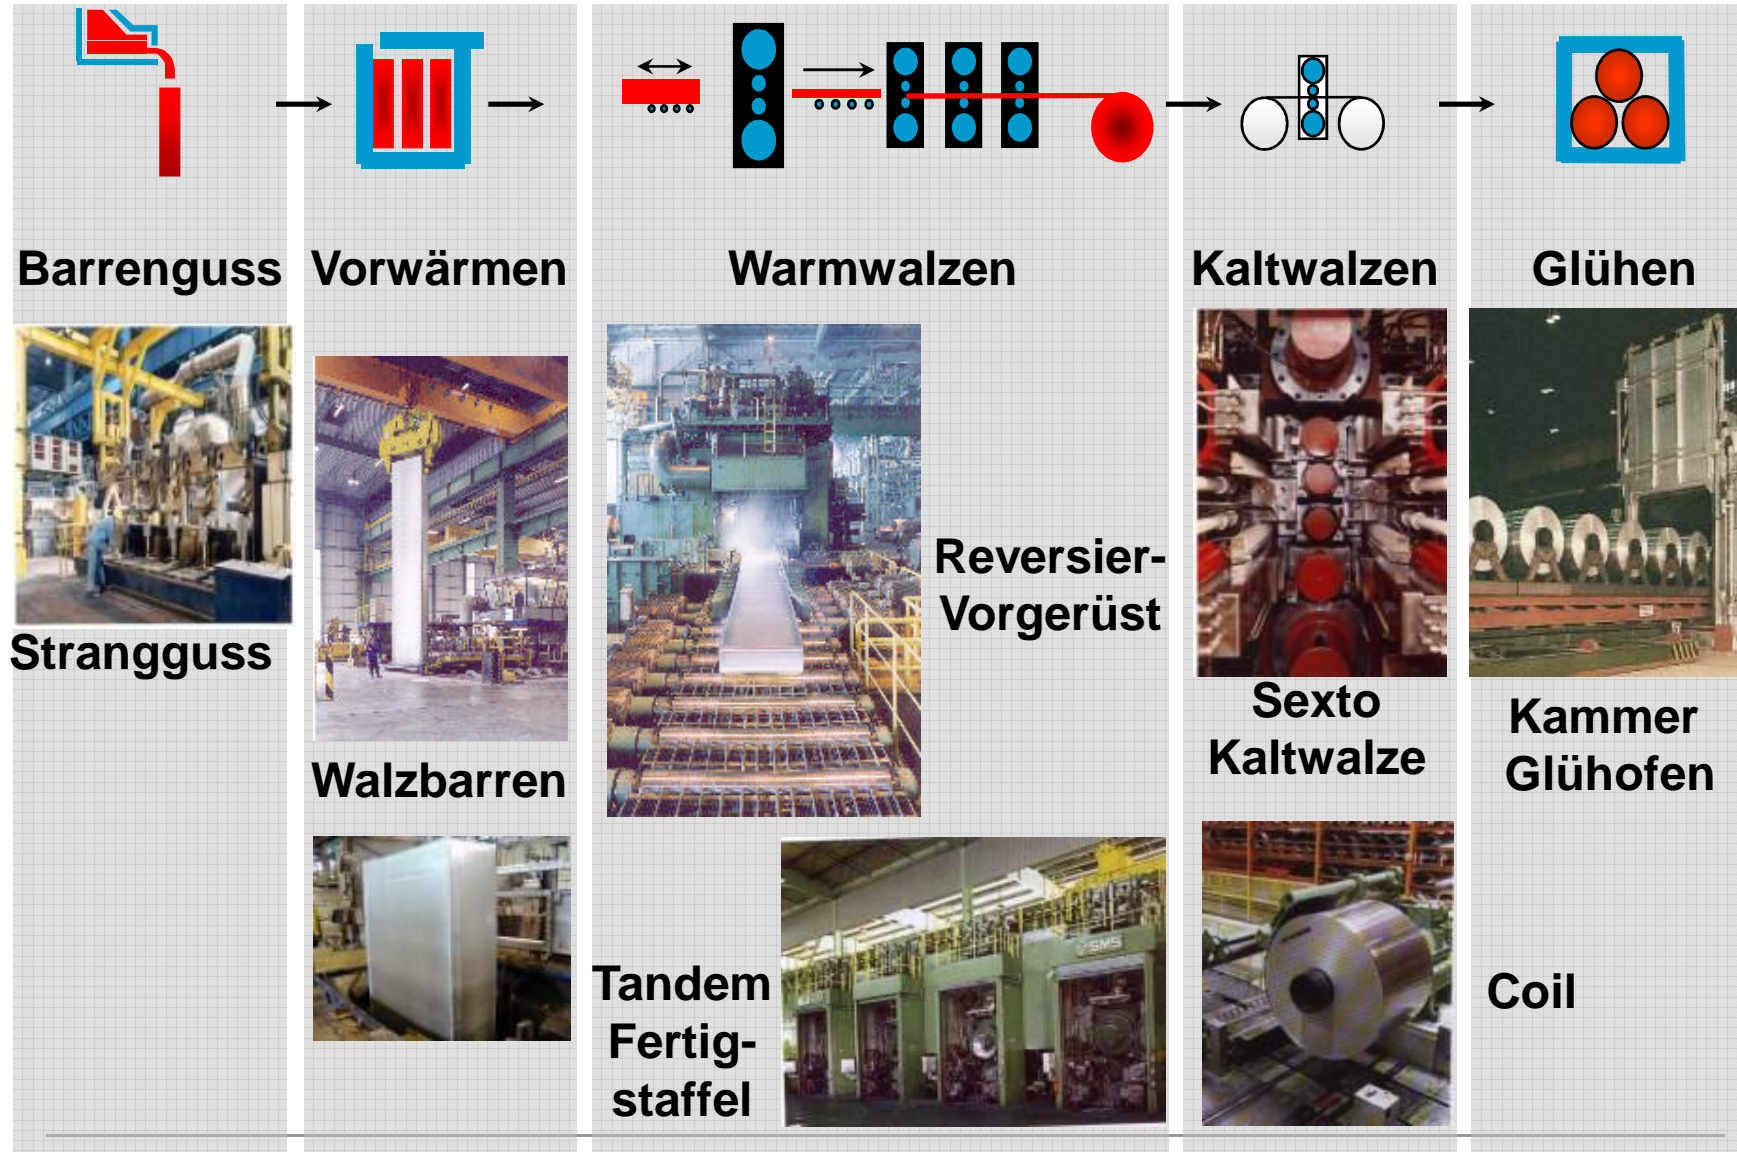 Barrenguss
Vorwärmen
Warmwalzen
Kaltwalzen
Glühen
Strangguss
Walzbarren
Reversier-
Vorgerüst
Tandem
Fertig-
staffel
SMS
Sexto
Kaltwalze
Kammer
Glühofen
Coil